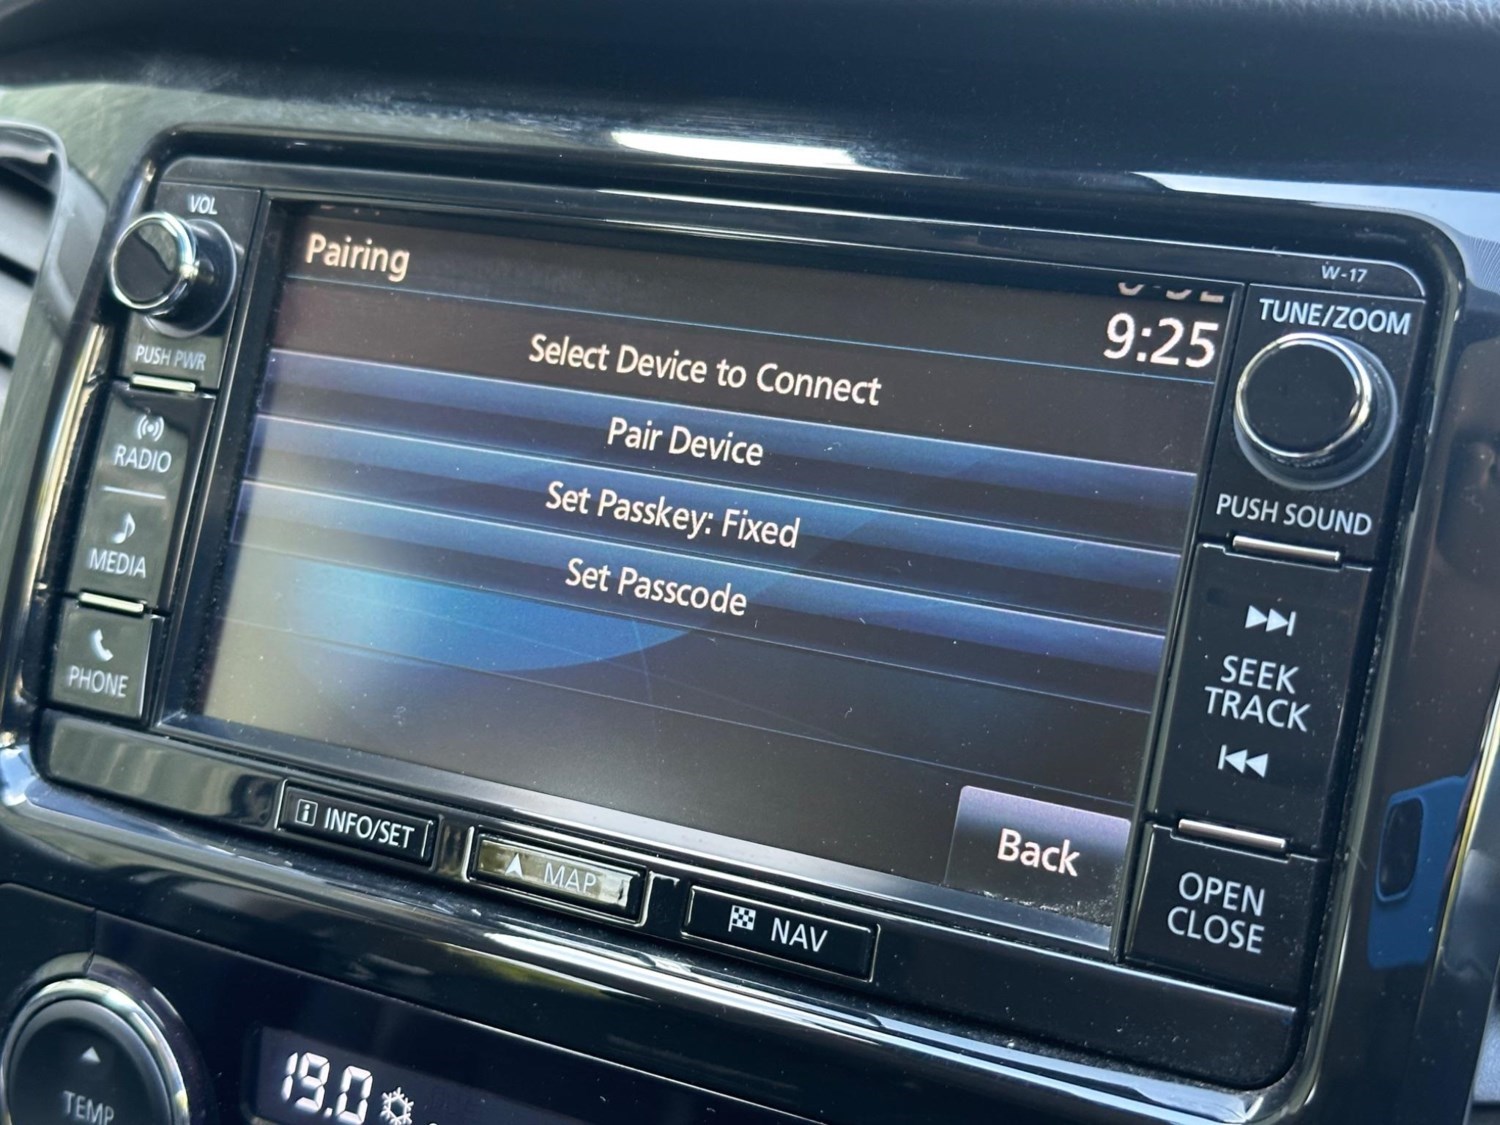 VOL
W-17
Pairing
TUNE/ZOOM
9:25
Select Device to Connect
PUSH PWR
Pair Device
RADIO
Set Passkey: Fixed
PUSH SOUND
MEDIA
Set Passcode
SEEK
TRACK
PHONE
INFO/SET
MAP
NAV
Back
OPEN
CLOSE
19.0
TEMP